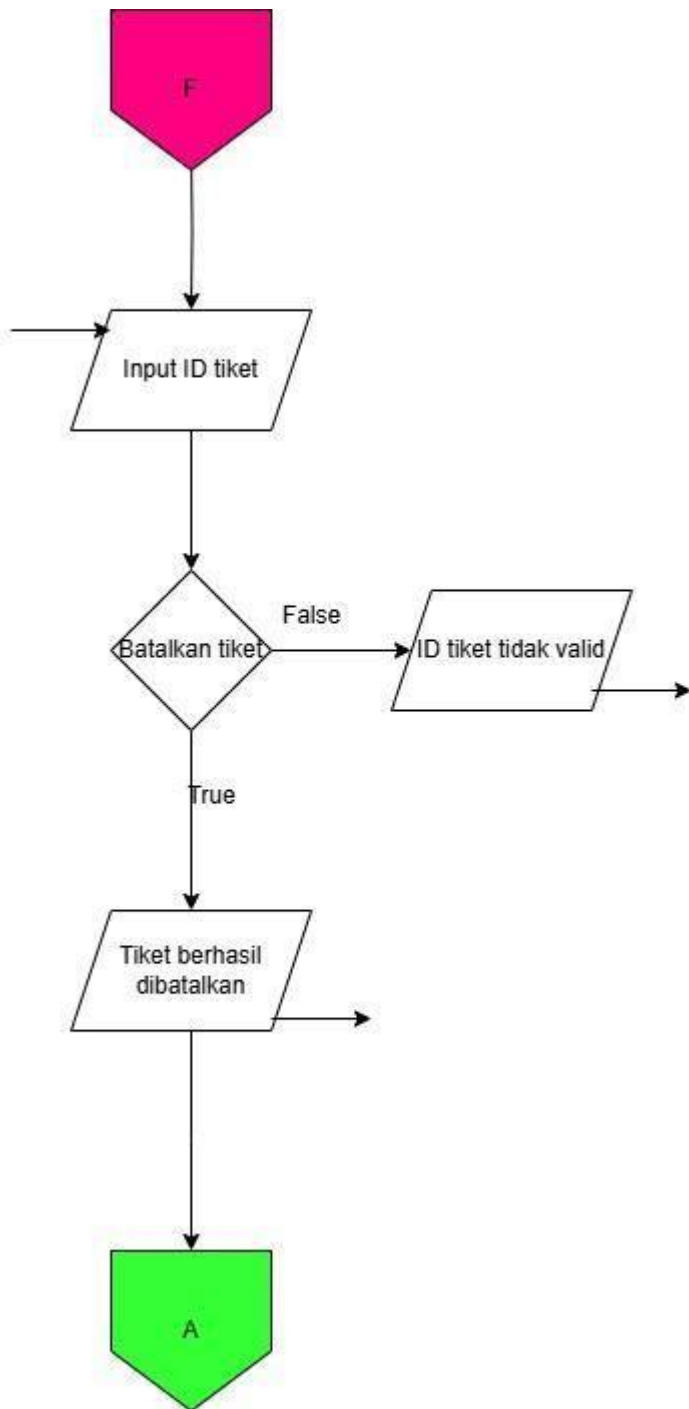 F
Input ID tiket
False
Batalkan tiket
ID tiket tidak valid
True
Tiket berhasil
dibatalkan
A